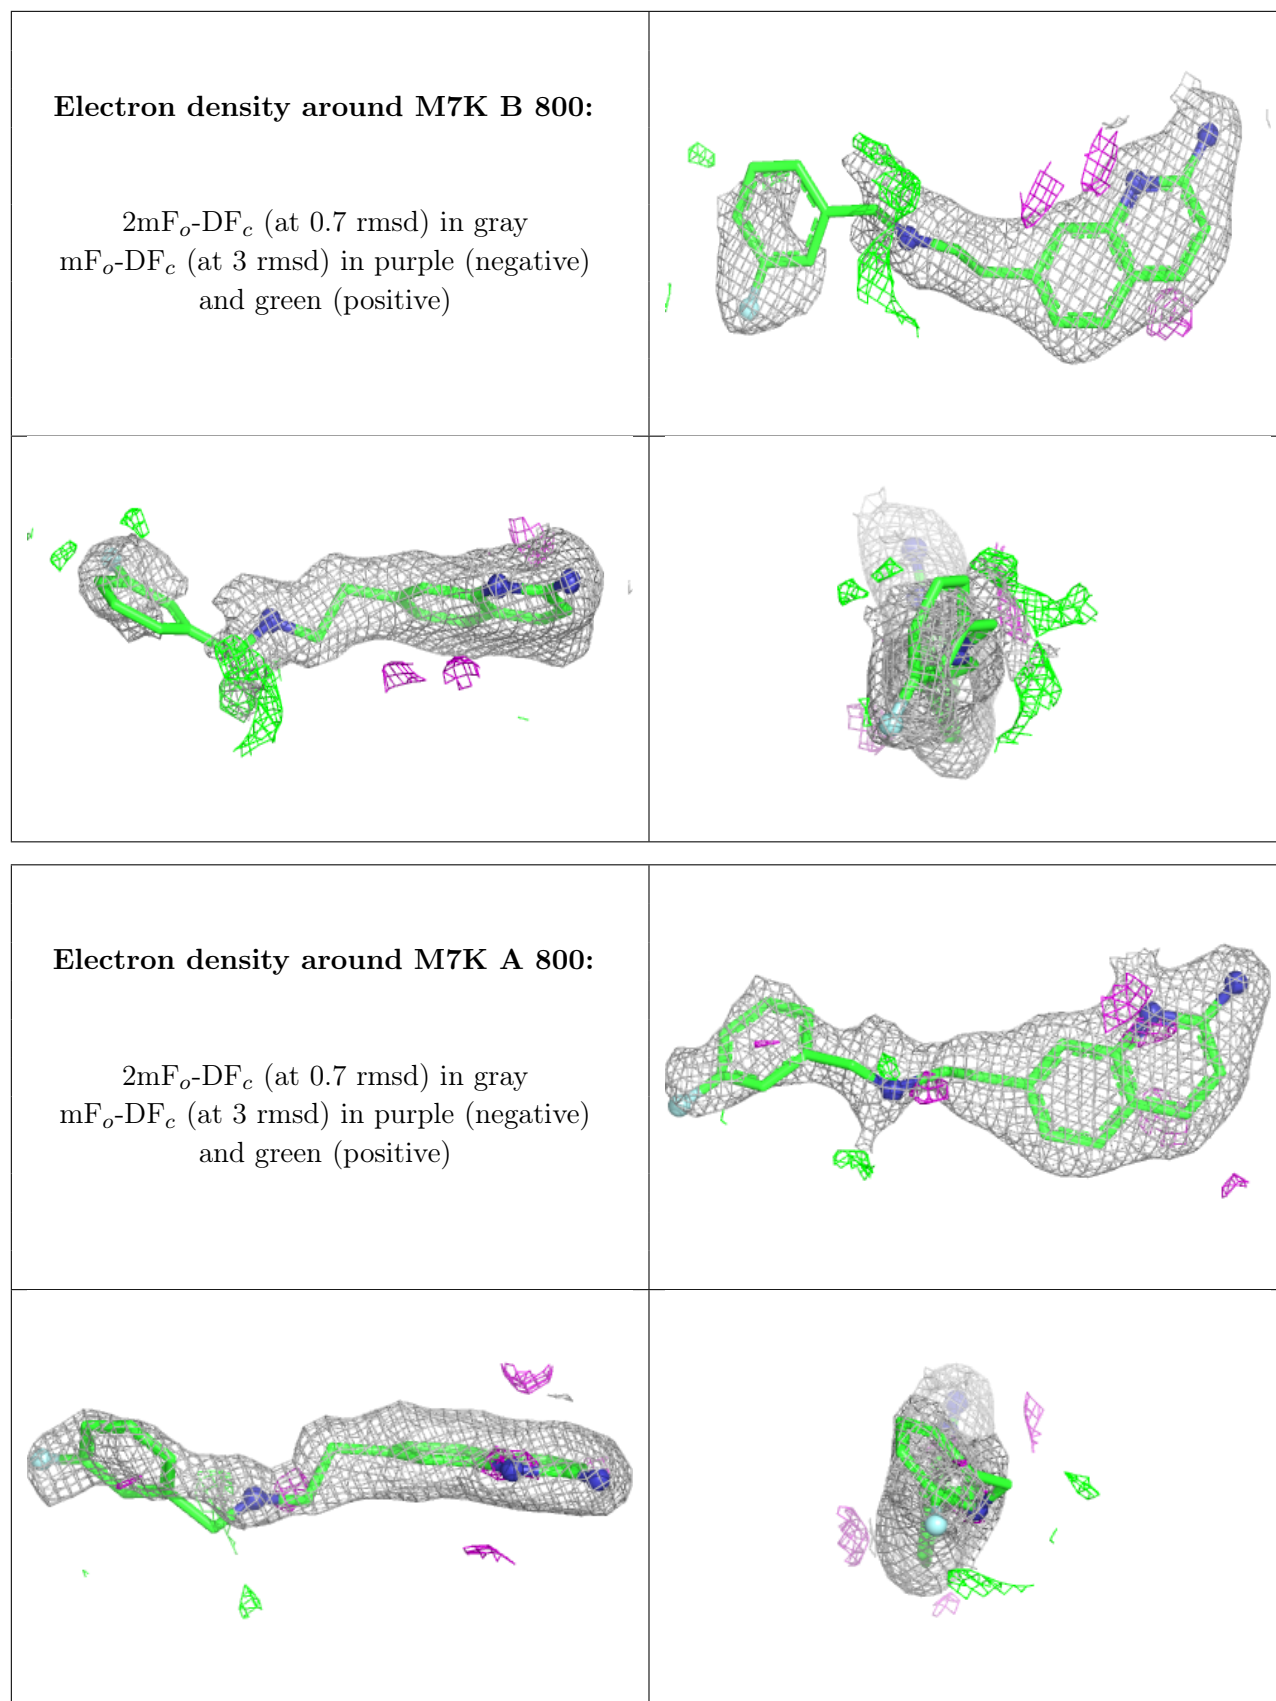 Electron density around M7K B 800:
2mFo-DFc (at 0.7 rmsd) in gray
mFo-DFc (at 3 rmsd) in purple (negative)
and green (positive)
Electron density around M7K A 800:
2mFo-DFc (at 0.7 rmsd) in gray
mFo-DFc (at 3 rmsd) in purple (negative)
and green (positive)